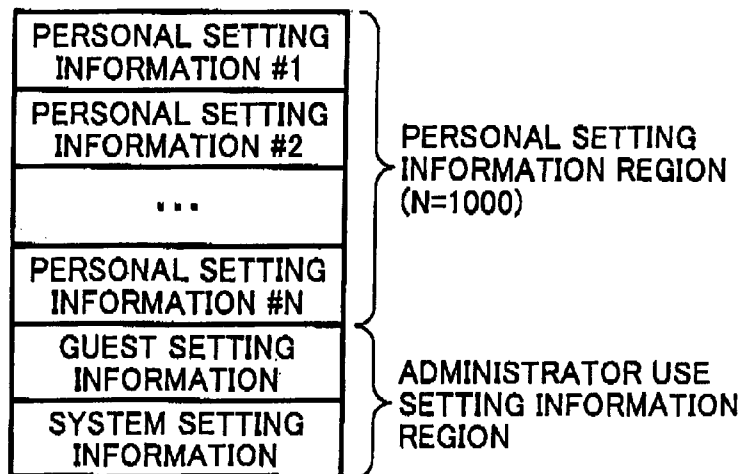 PERSONAL SETTING
INFORMATION #1
PERSONAL SETTING
INFORMATION #2
...
PERSONAL SETTING
INFORMATION #N
GUEST SETTING
INFORMATION
SYSTEM SETTING
INFORMATION
PERSONAL SETTING
INFORMATION REGION
(N=1000)
ADMINISTRATOR USE
SETTING INFORMATION
REGION